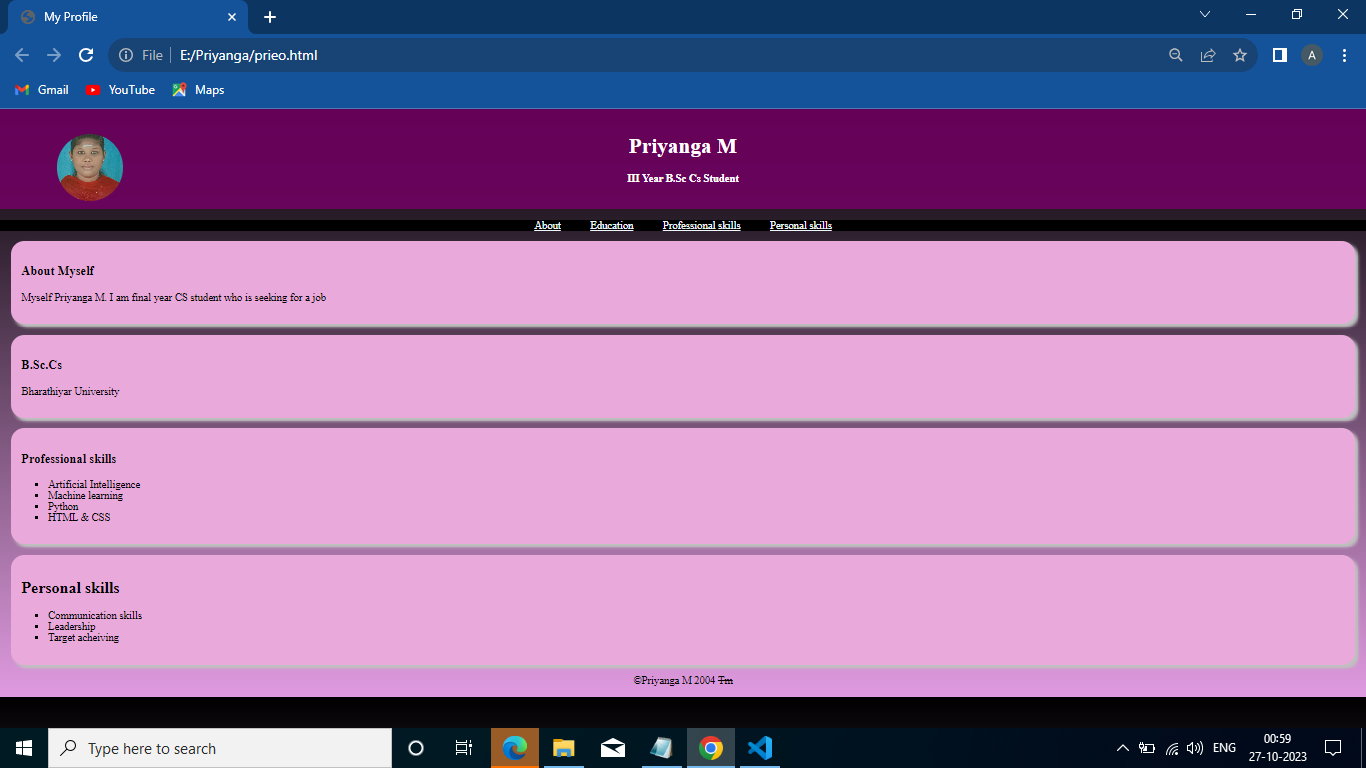 My Profile
File
E:/Priyanga/prieo.html
A
Gmail
YouTube
Maps
Priyanga M
III Year B.Sc Cs Student
About Education Professional skills Personal skills
About Myself
Myself Priyanga M. I am final year CS student who is seeking for a job
B.Sc.Cs
Bharathiyar University
Professional skills
Artificial Intelligence
Machine learning
Python
HTML & CSS
Personal skills
Communication skills
Leadership
Target acheiving
©Priyanga M 2004 Tm
Type here to search
ENG
00:59
27-10-2023